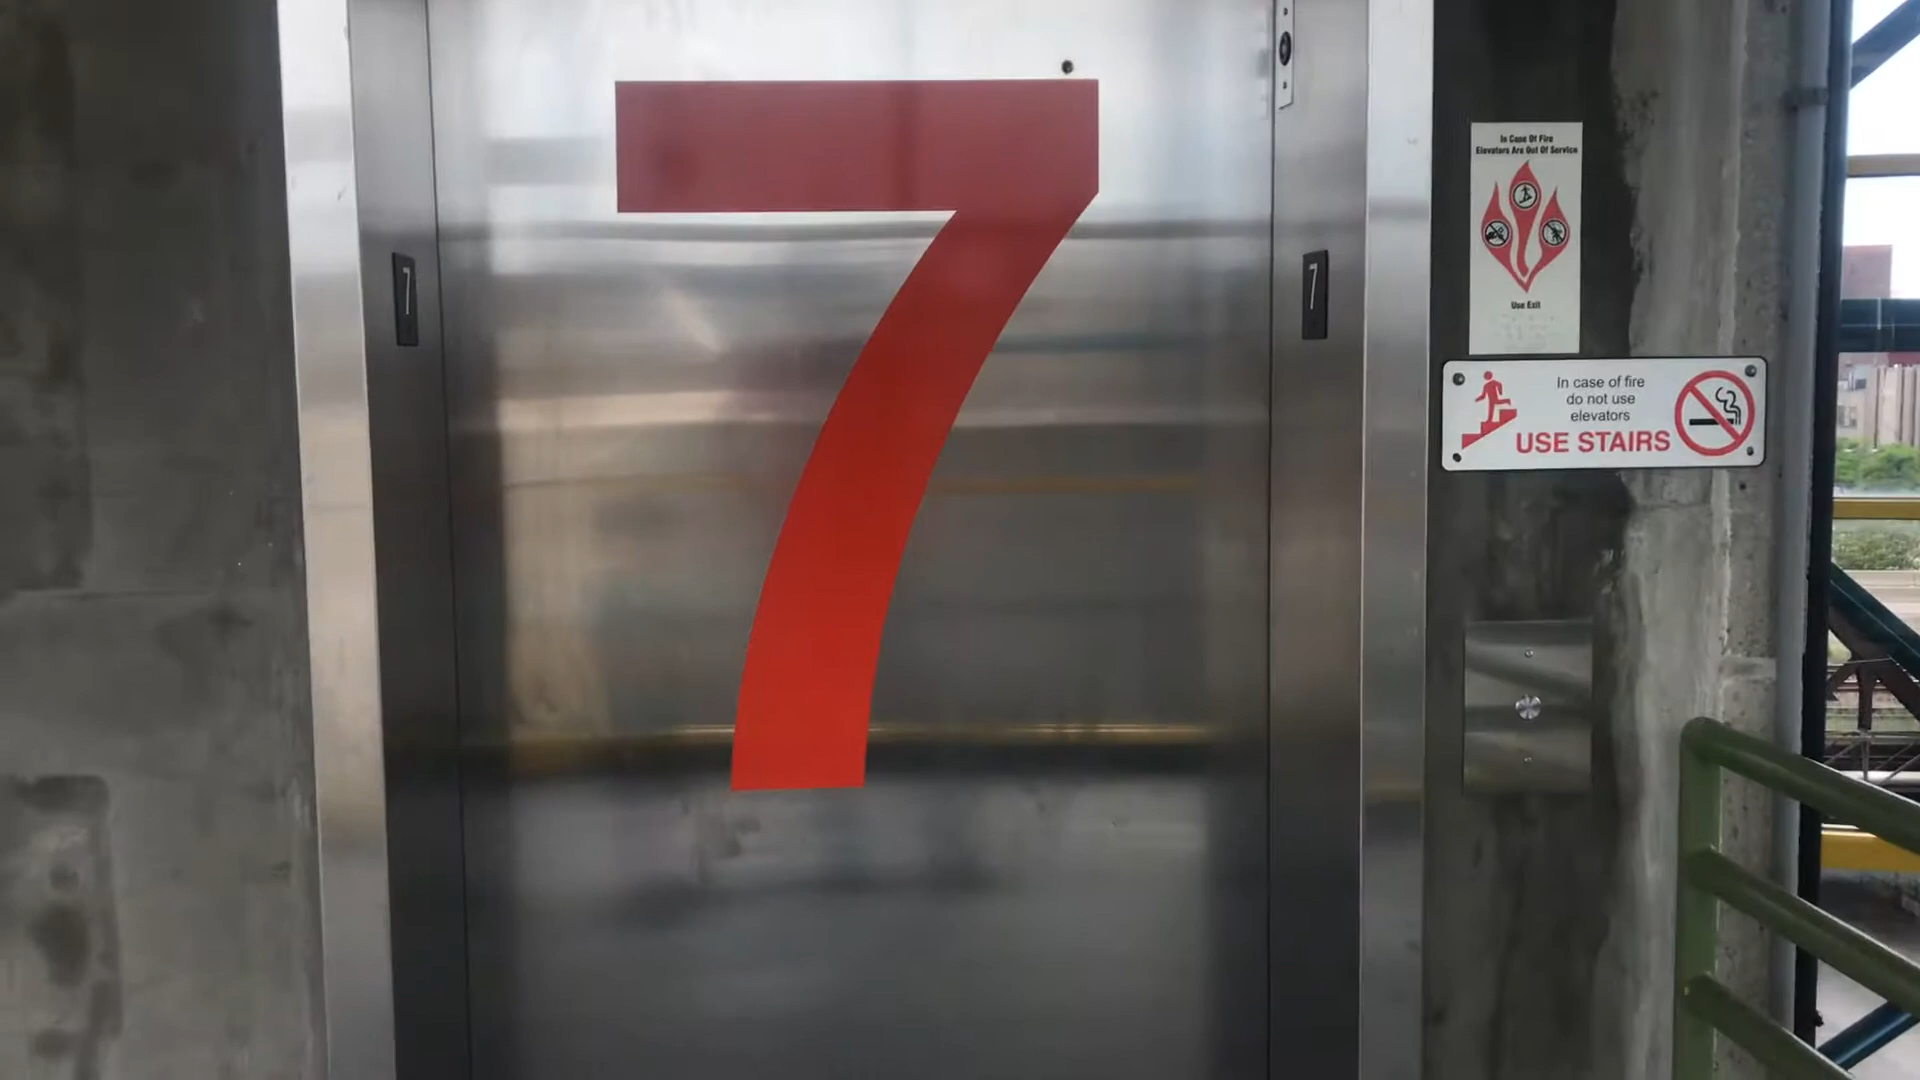 7
7
7
In Case Of Fire
Elevators Are Out Of Service
Use Exit
In case of fire
do not use
elevators
USE STAIRS